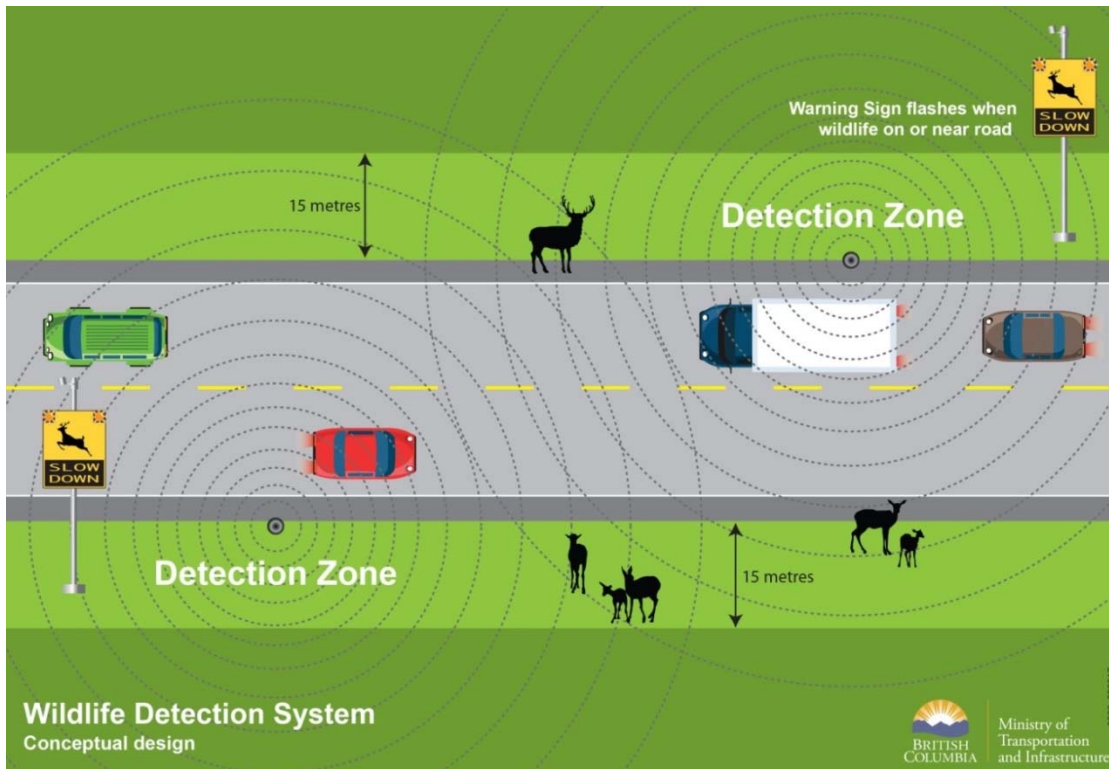 Warning Sign flashes when
wildlife on or near road
SLOW
DOWN
15 metres
Detection Zone
SLOW
DOWN
Detection Zone
15 metres
Wildlife Detection System
Conceptual design
BRITISH
COLUMBIA
Ministry of
Transportation
and Infrastructure